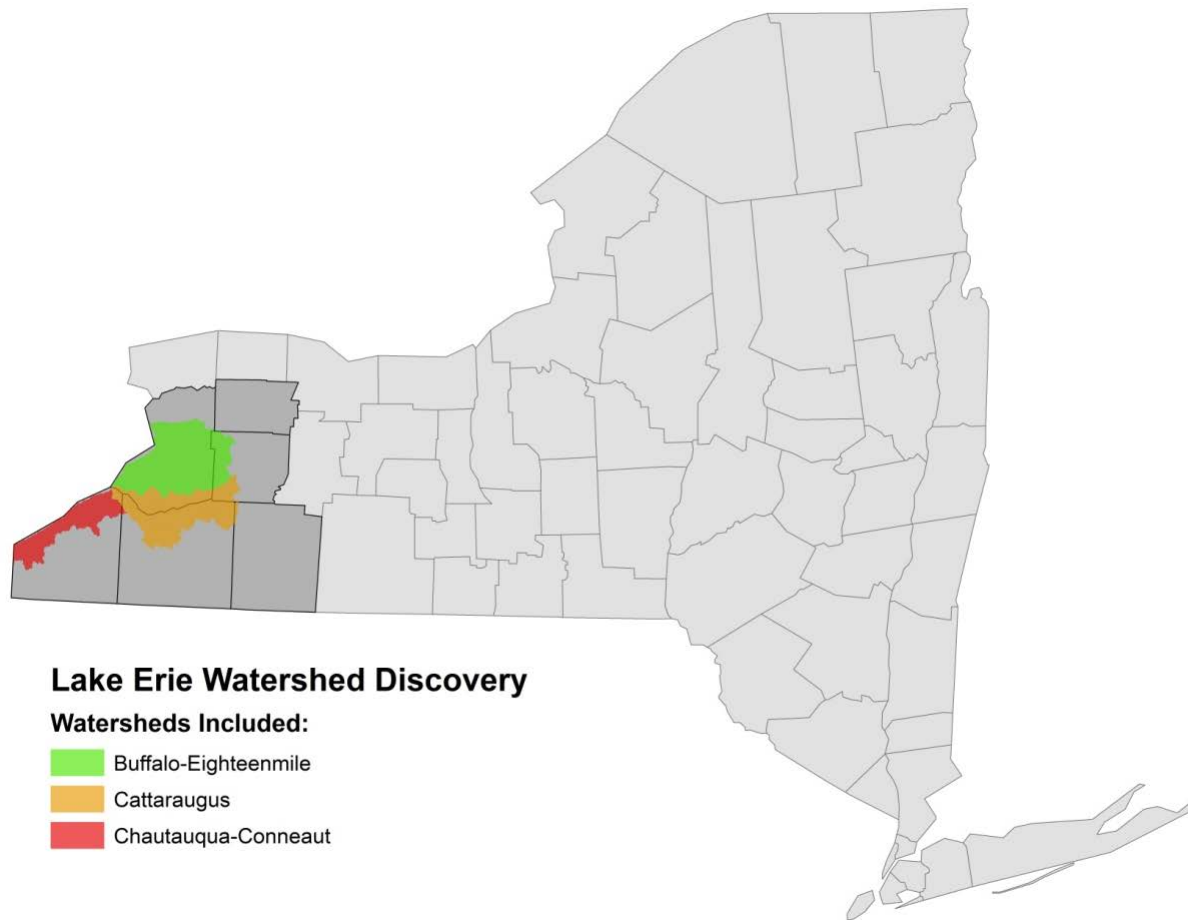 Lake Erie Watershed Discovery
Watersheds Included:
Buffalo-Eighteenmile
Cattaraugus
Chautauqua-Conneaut